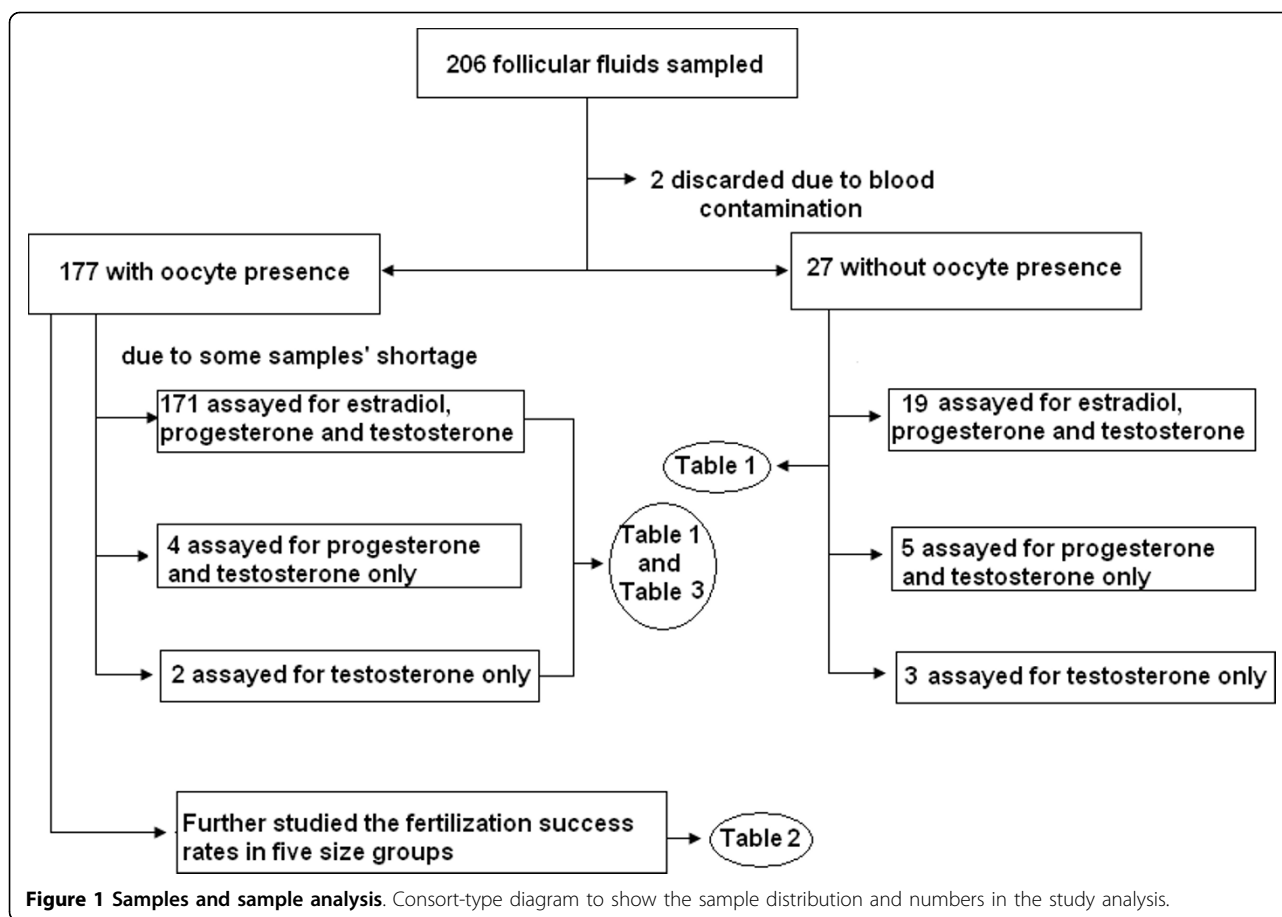 206 follicular fluids sampled
2 discarded due to blood
contamination
177 with oocyte presence
27 without oocyte presence
due to some samples' shortage
171 assayed for estradiol,
progesterone and testosterone
4 assayed for progesterone
and testosterone only
2 assayed for testosterone only
Table 1
and
Table 3
Table 1
19 assayed for estradiol,
progesterone and testosterone
5 assayed for progesterone
and testosterone only
3 assayed for testosterone only
Further studied the fertilization success
rates in five size groups
Table 2
Figure 1 Samples and sample analysis. Consort-type diagram to show the sample distribution and numbers in the study analysis.